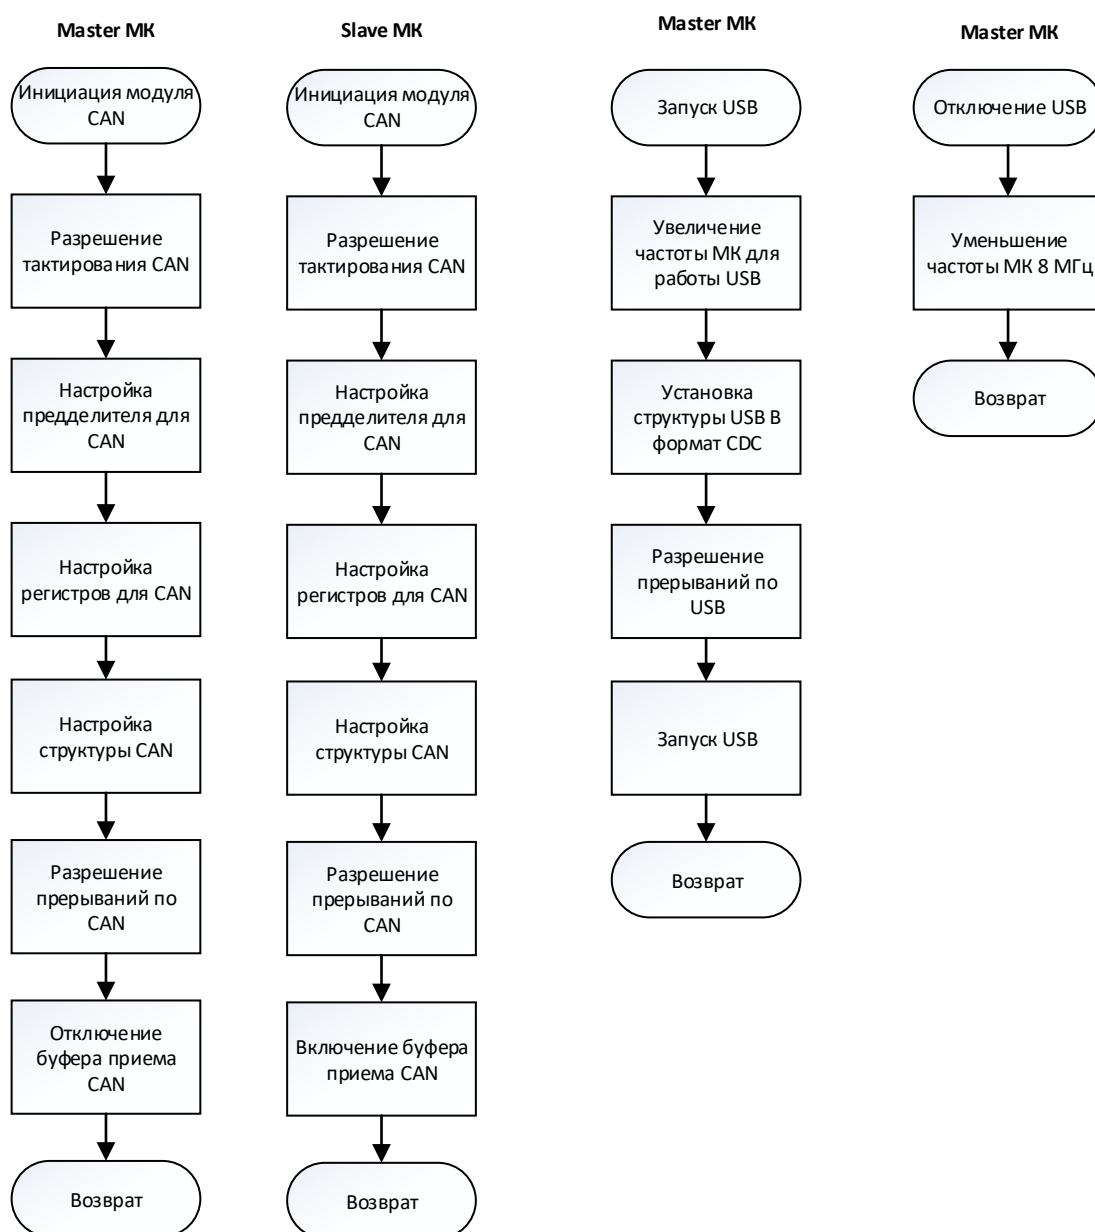 Master МК
Инициация модуля
CAN
Разрешение
тактирования CAN
Настройка
предделителя для
CAN
Настройка
регистров для CAN
Настройка
структуры CAN
Разрешение
прерываний по
CAN
Отключение
буфера приема
CAN
Возврат
Slave МК
Инициация модуля
CAN
Разрешение
тактирования CAN
Настройка
предделителя для
CAN
Настройка
регистров для CAN
Настройка
структуры CAN
Разрешение
прерываний по
CAN
Включение буфера
приема CAN
Возврат
Master МК
Запуск USB
Увеличение
частоты МК для
работы USB
Установка
структуры USB В
формат CDC
Разрешение
прерываний по
USB
Запуск USB
Возврат
Master МК
Отключение USB
Уменьшение
частоты МК 8 МГц
Возврат